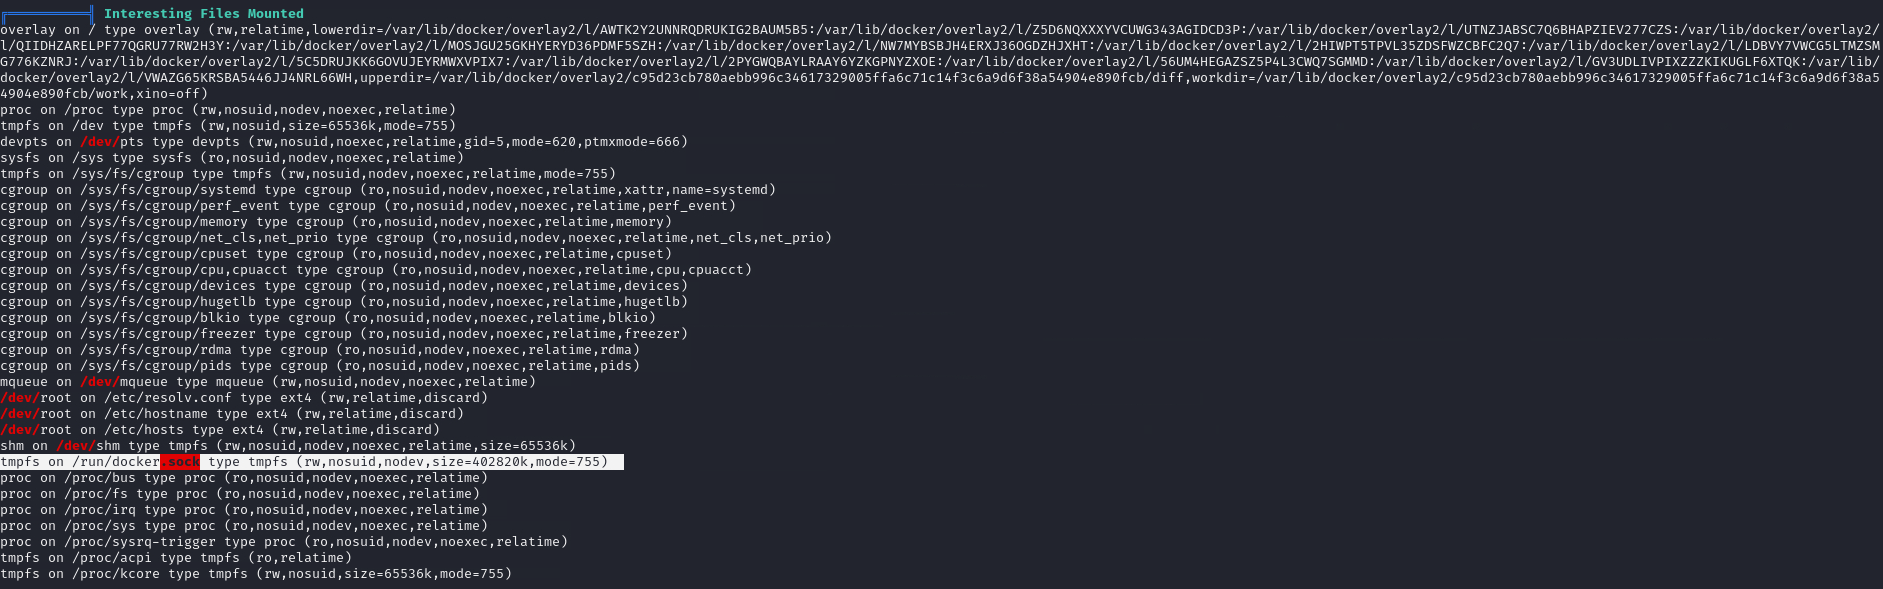 Interesting Files Mounted
overlay on / type overlay (rw,relatime,lowerdir=/var/lib/docker/overlay2/l/AWTK2Y2UNNRQDRUKIG2BAUM5B5:/var/lib/docker/overlay2/l/Z5D6NQXXXYVCUWG343AGIDCD3P:/var/lib/docker/overlay2/l/UTNZJABSC7Q6BHAPZIEV277CZS:/var/lib/docker/overlay2/
l/QIIDHZARELPF77QGRU77RW2H3Y:/var/lib/docker/overlay2/l/MOSJGU25GKHYERYD36PDMF5SZH:/var/lib/docker/overlay2/l/NW7MYBSBJH4ERXJ36OGDZHJXHT:/var/lib/docker/overlay2/l/2HIWPT5TPVL35ZDSFWZCBFC2Q7:/var/lib/docker/overlay2/l/LDBVY7VWCG5LTMZSM
G776KZNRJ:/var/lib/docker/overlay2/l/5C5DRUJKK6GOVUJEYRMWXVPIX7:/var/lib/docker/overlay2/l/2PYGWQBAYLRAAY6YZKGPNYZXOE:/var/lib/docker/overlay2/l/56UM4HEGAZSZ5P4L3CWQ7SGMMD:/var/lib/docker/overlay2/l/GV3UDLIVPIXZZZKIKUGLF6XTQK:/var/lib/
docker/overlay2/l/VWAZG65KRSBA5446JJ4NRL66WH,upperdir=/var/lib/docker/overlay2/c95d23cb780aebb996c34617329005ffa6c71c14f3c6a9d6f38a54904e890fcb/diff,workdir=/var/lib/docker/overlay2/c95d23cb780aebb996c34617329005ffa6c71c14f3c6a9d6f38a5
4904e890fcb/work,xino=off)
proc on /proc type proc (rw,nosuid,nodev,noexec,relatime)
tmpfs on /dev type tmpfs (rw,nosuid,size=65536k,mode=755)
devpts on /dev/pts type devpts (rw,nosuid,noexec,relatime,gid=5,mode=620,ptmxmode=666)
sysfs on /sys type sysfs (ro,nosuid,nodev,noexec,relatime)
tmpfs on /sys/fs/cgroup type tmpfs (rw,nosuid,nodev,noexec,relatime,mode=755)
cgroup on /sys/fs/cgroup/systemd type cgroup (ro,nosuid,nodev,noexec,relatime,xattr,name=systemd)
cgroup on /sys/fs/cgroup/perf_event type cgroup (ro,nosuid,nodev,noexec,relatime,perf_event)
cgroup on /sys/fs/cgroup/memory type cgroup (ro,nosuid,nodev,noexec,relatime,memory)
cgroup on /sys/fs/cgroup/net_cls,net_prio type cgroup (ro,nosuid,nodev,noexec,relatime,net_cls,net_prio)
cgroup on /sys/fs/cgroup/cpuset type cgroup (ro,nosuid,nodev,noexec,relatime,cpuset)
cgroup on /sys/fs/cgroup/cpu,cpuacct type cgroup (ro,nosuid,nodev,noexec,relatime,cpu,cpuacct)
cgroup on /sys/fs/cgroup/devices type cgroup (ro,nosuid,nodev,noexec,relatime,devices)
cgroup on /sys/fs/cgroup/hugetlb type cgroup (ro,nosuid,nodev,noexec,relatime,hugetlb)
cgroup on /sys/fs/cgroup/blkio type cgroup (ro,nosuid,nodev,noexec,relatime,blkio)
cgroup on /sys/fs/cgroup/freezer type cgroup (ro,nosuid,nodev,noexec,relatime,freezer)
cgroup on /sys/fs/cgroup/rdma type cgroup (ro,nosuid,nodev,noexec,relatime,rdma)
cgroup on /sys/fs/cgroup/pids type cgroup (ro,nosuid,nodev,noexec,relatime,pids)
mqueue on /dev/mqueue type mqueue (rw,nosuid,nodev,noexec,relatime)
/dev/root on /etc/resolv.conf type ext4 (rw,relatime,discard)
/dev/root on /etc/hostname type ext4 (rw,relatime,discard)
/dev/root on /etc/hosts type ext4 (rw,relatime,discard)
shm on /dev/shm type tmpfs (rw,nosuid,nodev,noexec,relatime,size=65536k)
tmpfs on /run/docker.sock type tmpfs (rw,nosuid,nodev,size=402820k,mode=755)
proc on /proc/bus type proc (ro,nosuid,nodev,noexec,relatime)
proc on /proc/fs type proc (ro,nosuid,nodev,noexec,relatime)
proc on /proc/irq type proc (ro,nosuid,nodev,noexec,relatime)
proc on /proc/sys type proc (ro,nosuid,nodev,noexec,relatime)
proc on /proc/sysrq-trigger type proc (ro,nosuid,nodev,noexec,relatime)
tmpfs on /proc/acpi type tmpfs (ro,relatime)
tmpfs on /proc/kcore type tmpfs (rw,nosuid,size=65536k,mode=755)